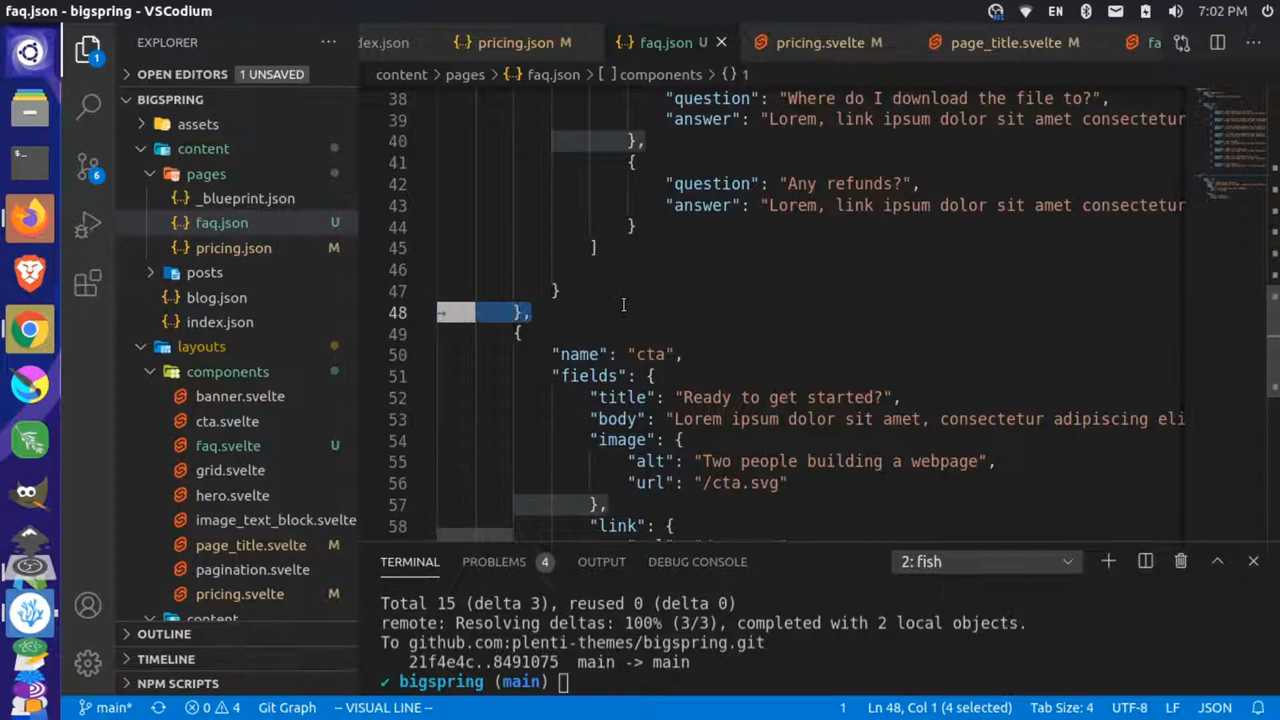 faq.json - bigspring - VSCodium
EN
7:02 PM
EXPLORER
OPEN EDITORS 1 UNSAVED
BIGSPRING
assets
content
pages
_blueprint.json
faq.json U
pricing.json M
posts
blog.json
index.json
layouts
components
banner.svelte
cta.svelte
faq.svelte U
grid.svelte
hero.svelte
image_text_block.svelte
page_title.svelte M
pagination.svelte
pricing.svelte M
content
OUTLINE
TIMELINE
NPM SCRIPTS
1
6
dex.json
pricing.json M
faq.json U
pricing.svelte M
page_title.svelte M
fa
content > pages > {..} faq.json > [ ] components > {} 1
38 "question": "Where do I download the file to?",
39 "answer": "Lorem, link ipsum dolor sit amet consectetur
40 },
41 {
42 "question": "Any refunds?",
43 "answer": "Lorem, link ipsum dolor sit amet consectetur
44 }
45 ]
46
47 }
48 },
49 {
50 "name": "cta",
51 "fields": {
52 "title": "Ready to get started?",
53 "body": "Lorem ipsum dolor sit amet, consectetur adipiscing eli
54 "image": {
55 "alt": "Two people building a webpage",
56 "url": "/cta.svg"
57 },
58 "link": {
TERMINAL PROBLEMS 4 OUTPUT DEBUG CONSOLE 2: fish
Total 15 (delta 3), reused 0 (delta 0)
remote: Resolving deltas: 100% (3/3), completed with 2 local objects.
To github.com:plenti-themes/bigspring.git
21f4e4c..8491075 main -> main
✔ bigspring (main)
main* 0 4 Git Graph -- VISUAL LINE -- 1 Ln 48, Col 1 (4 selected) Tab Size: 4 UTF-8 LF JSON